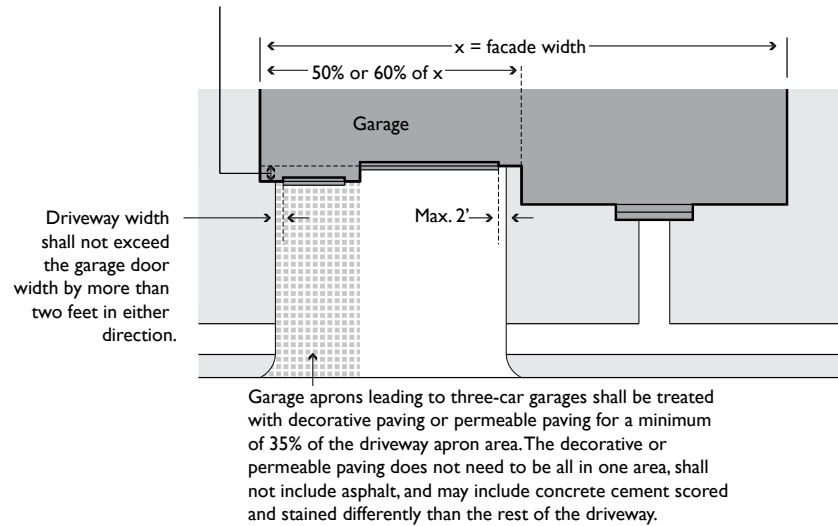 x = facade width
50% or 60% of x
Garage
Max. 2’
Driveway width
shall not exceed
the garage door
width by more than
two feet in either
direction.
Garage aprons leading to three-car garages shall be treated
with decorative paving or permeable paving for a minimum
of 35% of the driveway apron area. The decorative or
permeable paving does not need to be all in one area, shall
not include asphalt, and may include concrete cement scored
and stained differently than the rest of the driveway.